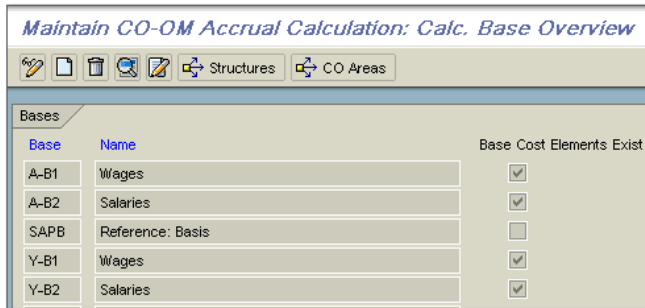 Maintain CO-OM Accrual Calculation: Calc. Base Overview
Structures CO Areas
Bases
Base Name Base Cost Elements Exist
A-B1 Wages
A-B2 Salaries
SAPB Reference: Basis
Y-B1 Wages
Y-B2 Salaries